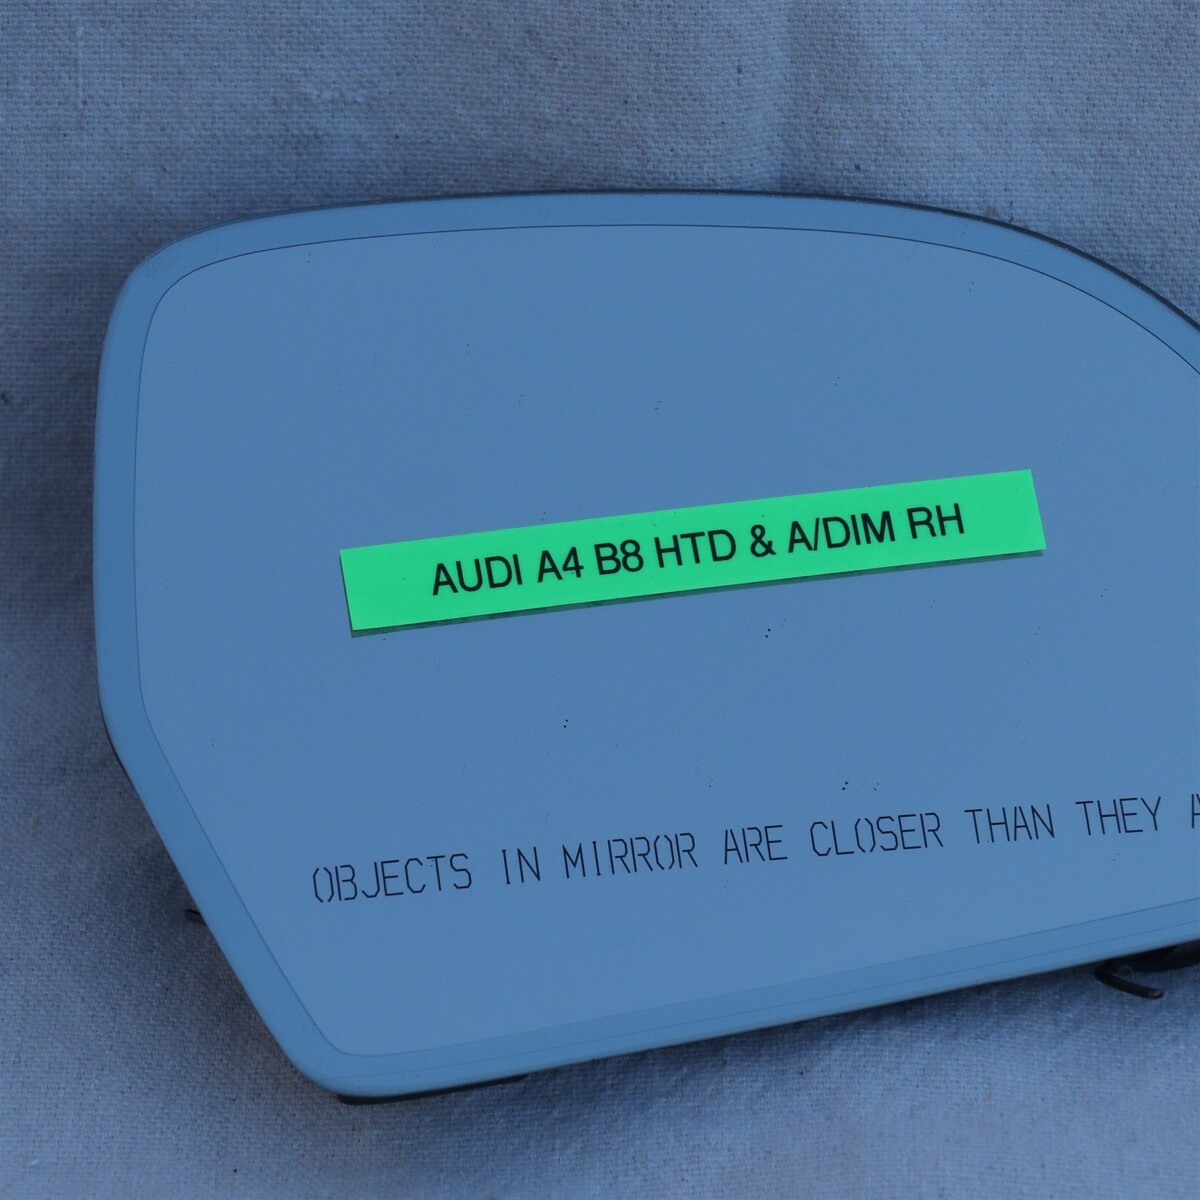 AUDI A4 B8 HTD & A/DIM RH
OBJECTS IN MIRROR ARE CLOSER THAN THEY